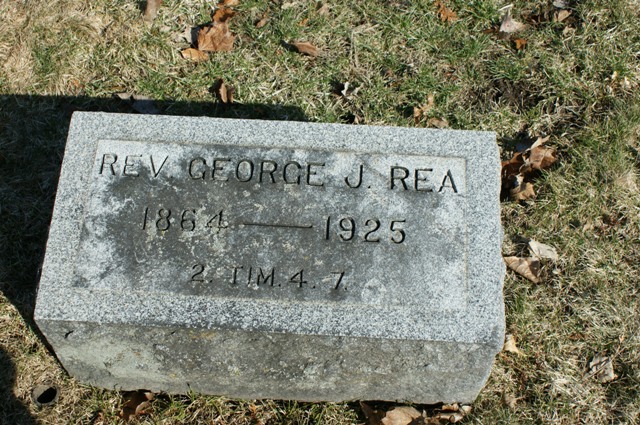 REV. GEORGE J. REA
1864 — 1925
2. TIM. 4. 7